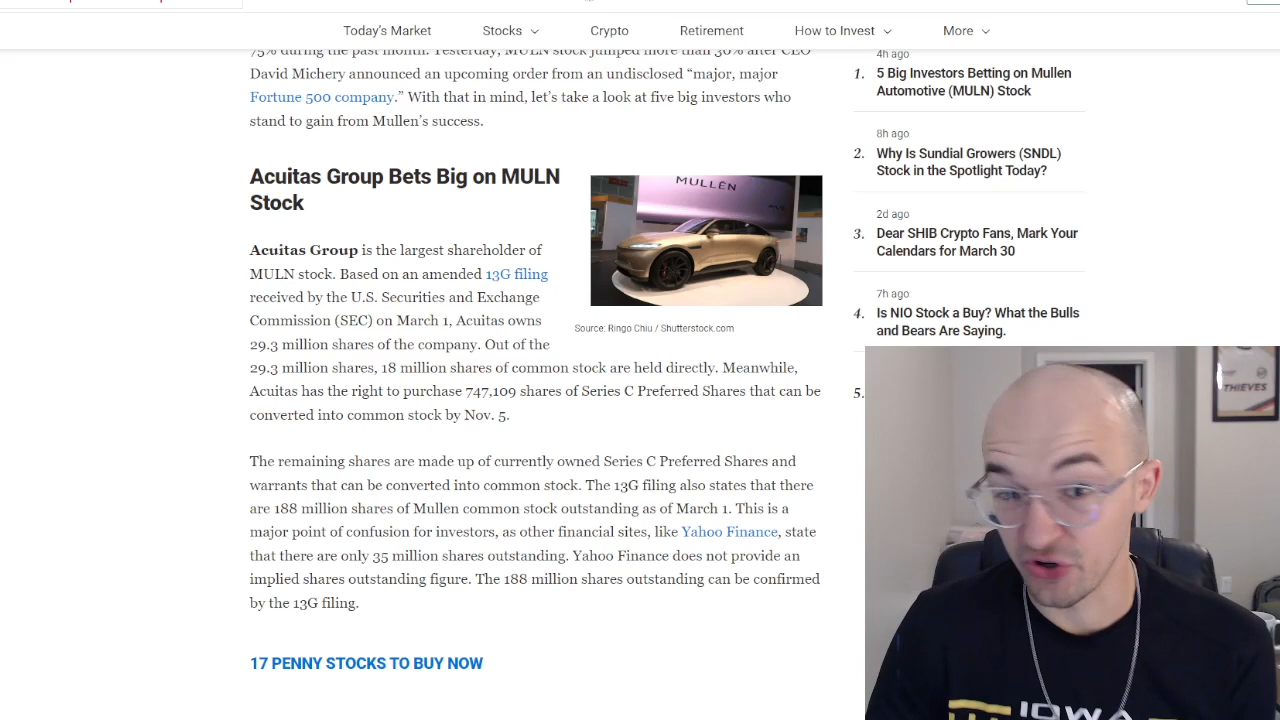 Today's Market
Stocks
Crypto
Retirement
How to Invest
More
75% during the past month. Yesterday, MULN stock jumped more than 30% after CEO
David Michery announced an upcoming order from an undisclosed “major, major
Fortune 500 company.” With that in mind, let’s take a look at five big investors who
stand to gain from Mullen’s success.
Acuitas Group Bets Big on MULN
Stock
MULLEN
Source: Ringo Chiu / Shutterstock.com
Acuitas Group is the largest shareholder of
MULN stock. Based on an amended 13G filing
received by the U.S. Securities and Exchange
Commission (SEC) on March 1, Acuitas owns
29.3 million shares of the company. Out of the
29.3 million shares, 18 million shares of common stock are held directly. Meanwhile,
Acuitas has the right to purchase 747,109 shares of Series C Preferred Shares that can be
converted into common stock by Nov. 5.
The remaining shares are made up of currently owned Series C Preferred Shares and
warrants that can be converted into common stock. The 13G filing also states that there
are 188 million shares of Mullen common stock outstanding as of March 1. This is a
major point of confusion for investors, as other financial sites, like Yahoo Finance, state
that there are only 35 million shares outstanding. Yahoo Finance does not provide an
implied shares outstanding figure. The 188 million shares outstanding can be confirmed
by the 13G filing.
17 PENNY STOCKS TO BUY NOW
4h ago
1. 5 Big Investors Betting on Mullen
Automotive (MULN) Stock
8h ago
2. Why Is Sundial Growers (SNDL)
Stock in the Spotlight Today?
2d ago
3. Dear SHIB Crypto Fans, Mark Your
Calendars for March 30
7h ago
4. Is NIO Stock a Buy? What the Bulls
and Bears Are Saying.
5.
THIEVES
IOWA